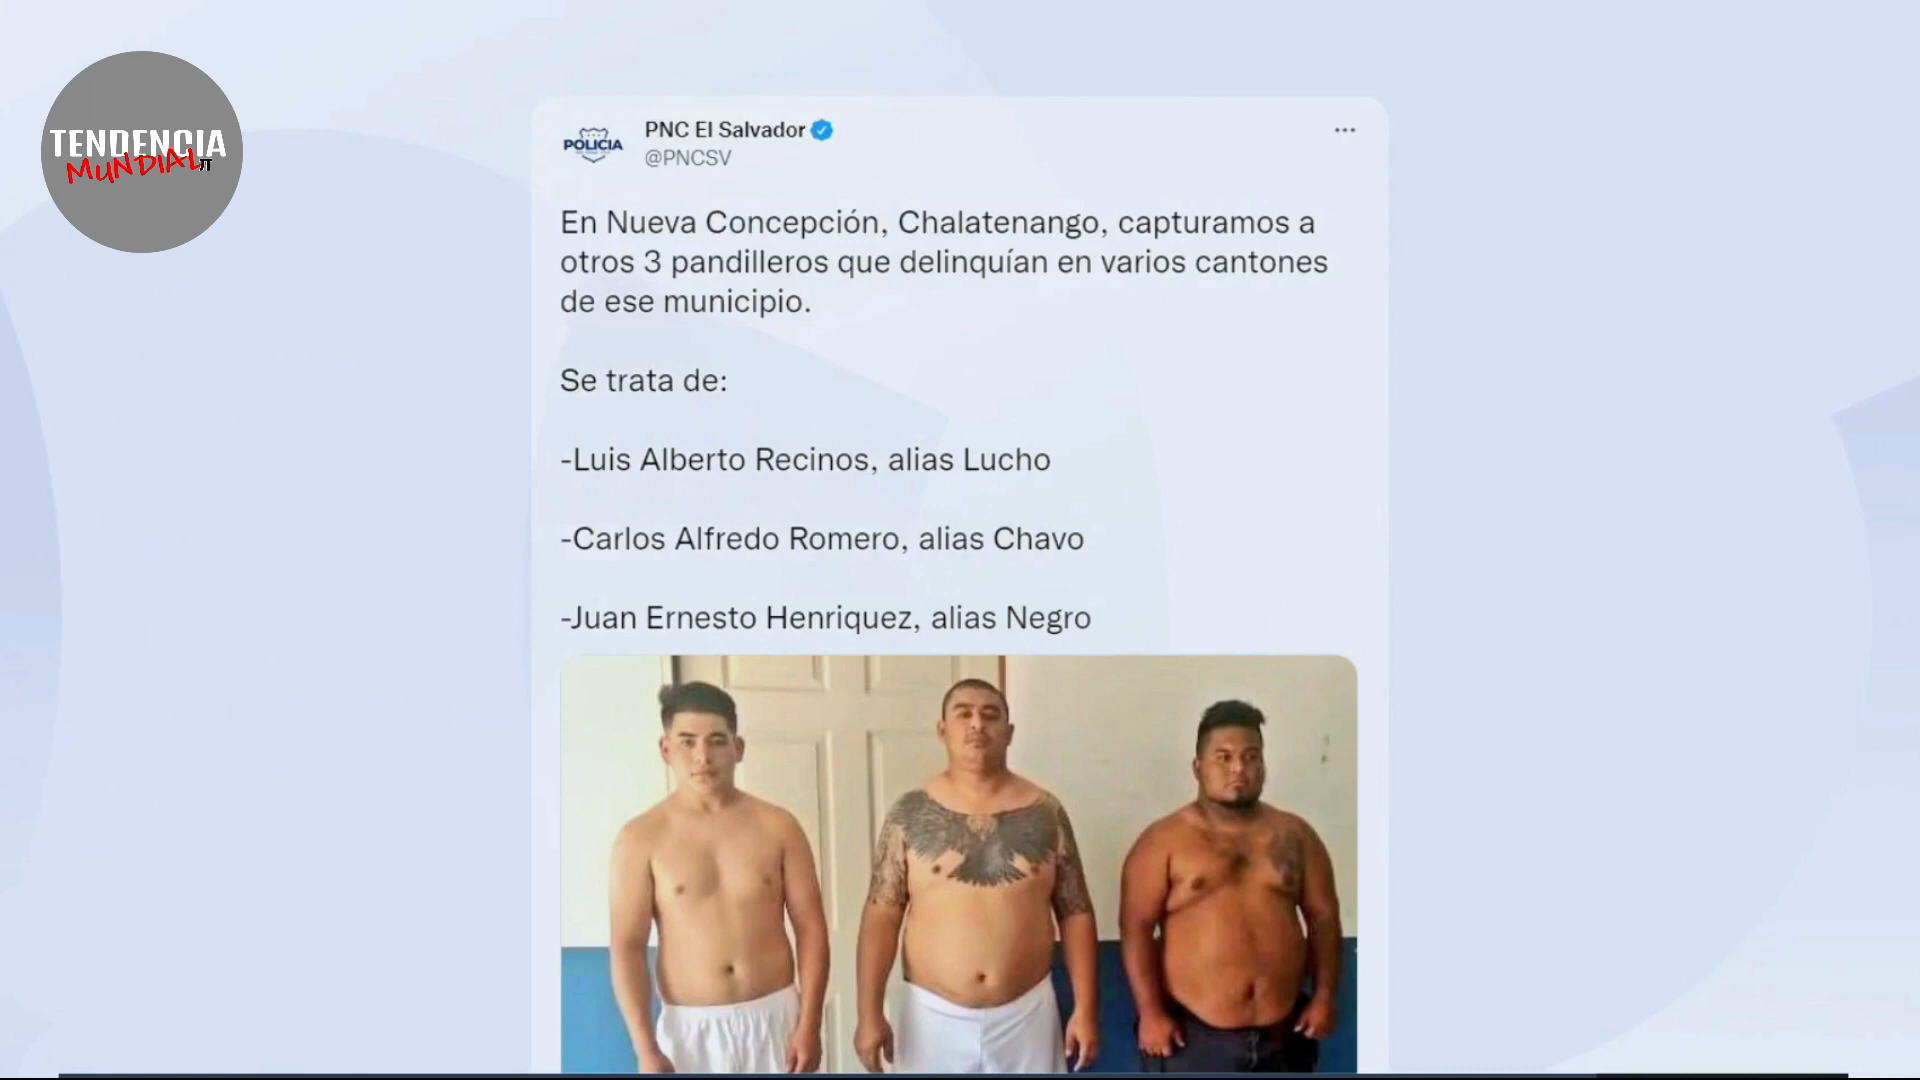 TENDENCIA
MUNDIAL
PNC El Salvador
@PNCSV
POLICIA
En Nueva Concepción, Chalatenango, capturamos a
otros 3 pandilleros que delinquían en varios cantones
de ese municipio.
Se trata de:
-Luis Alberto Recinos, alias Lucho
-Carlos Alfredo Romero, alias Chavo
-Juan Ernesto Henriquez, alias Negro